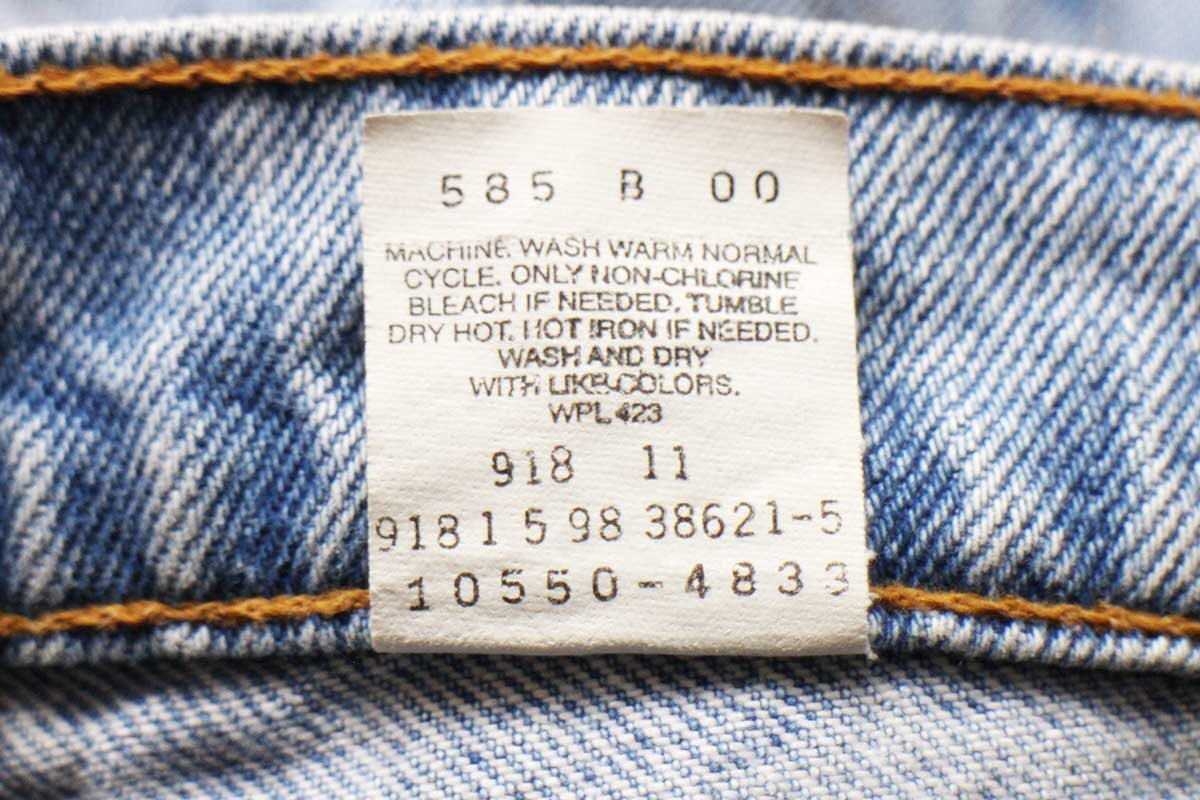 585 B 00
MACHINE WASH WARM NORMAL
CYCLE. ONLY NON-CHLORINE
BLEACH IF NEEDED. TUMBLE
DRY HOT. HOT IRON IF NEEDED.
WASH AND DRY
WITH LIKE COLORS.
WPL 423
918 11
918 1 5 98 38621-5
10550-4833